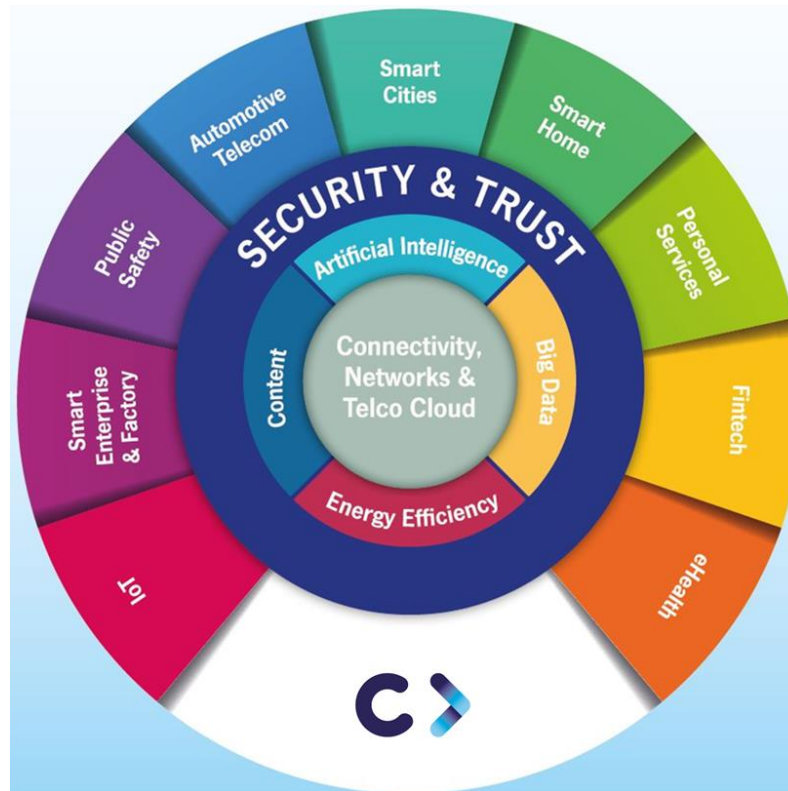 Smart
Cities
Automotive
Telecom
Smart
Home
Public
Safety
Personal
Services
SECURITY & TRUST
Artificial Intelligence
Content
Connectivity,
Networks &
Telco Cloud
Big Data
Energy Efficiency
Smart
Enterprise
& Factory
Fintech
IoT
eHealth